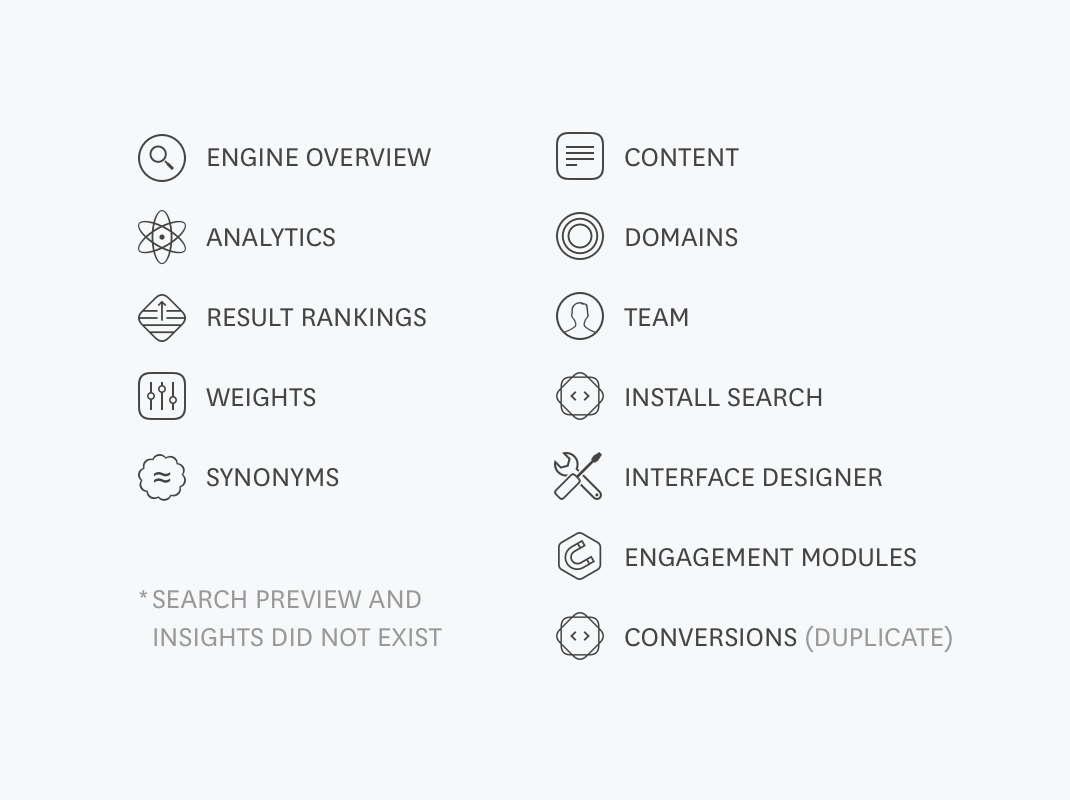 ENGINE OVERVIEW
ANALYTICS
RESULT RANKINGS
WEIGHTS
SYNONYMS
* SEARCH PREVIEW AND
INSIGHTS DID NOT EXIST
CONTENT
DOMAINS
TEAM
INSTALL SEARCH
INTERFACE DESIGNER
ENGAGEMENT MODULES
CONVERSIONS (DUPLICATE)